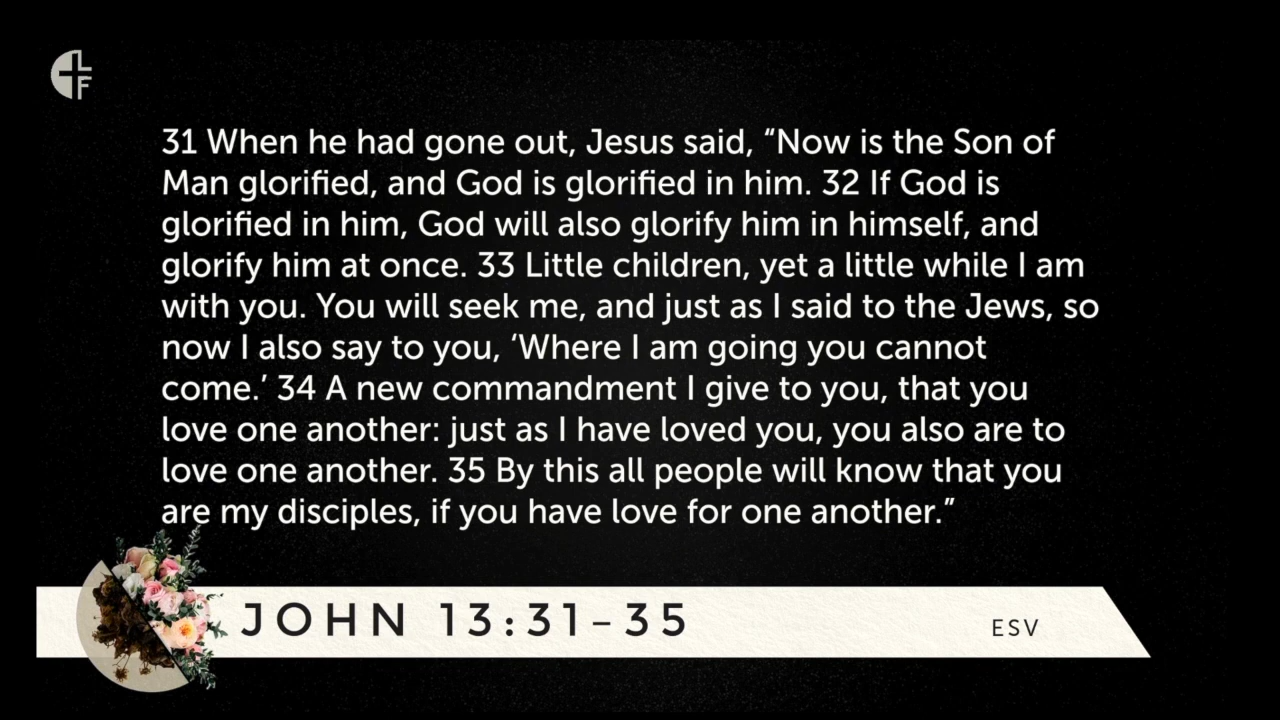 LF
31 When he had gone out, Jesus said, “Now is the Son of
Man glorified, and God is glorified in him. 32 If God is
glorified in him, God will also glorify him in himself, and
glorify him at once. 33 Little children, yet a little while I am
with you. You will seek me, and just as I said to the Jews, so
now I also say to you, ‘Where I am going you cannot
come.’ 34 A new commandment I give to you, that you
love one another: just as I have loved you, you also are to
love one another. 35 By this all people will know that you
are my disciples, if you have love for one another.”
JOHN 13:31–35
ESV